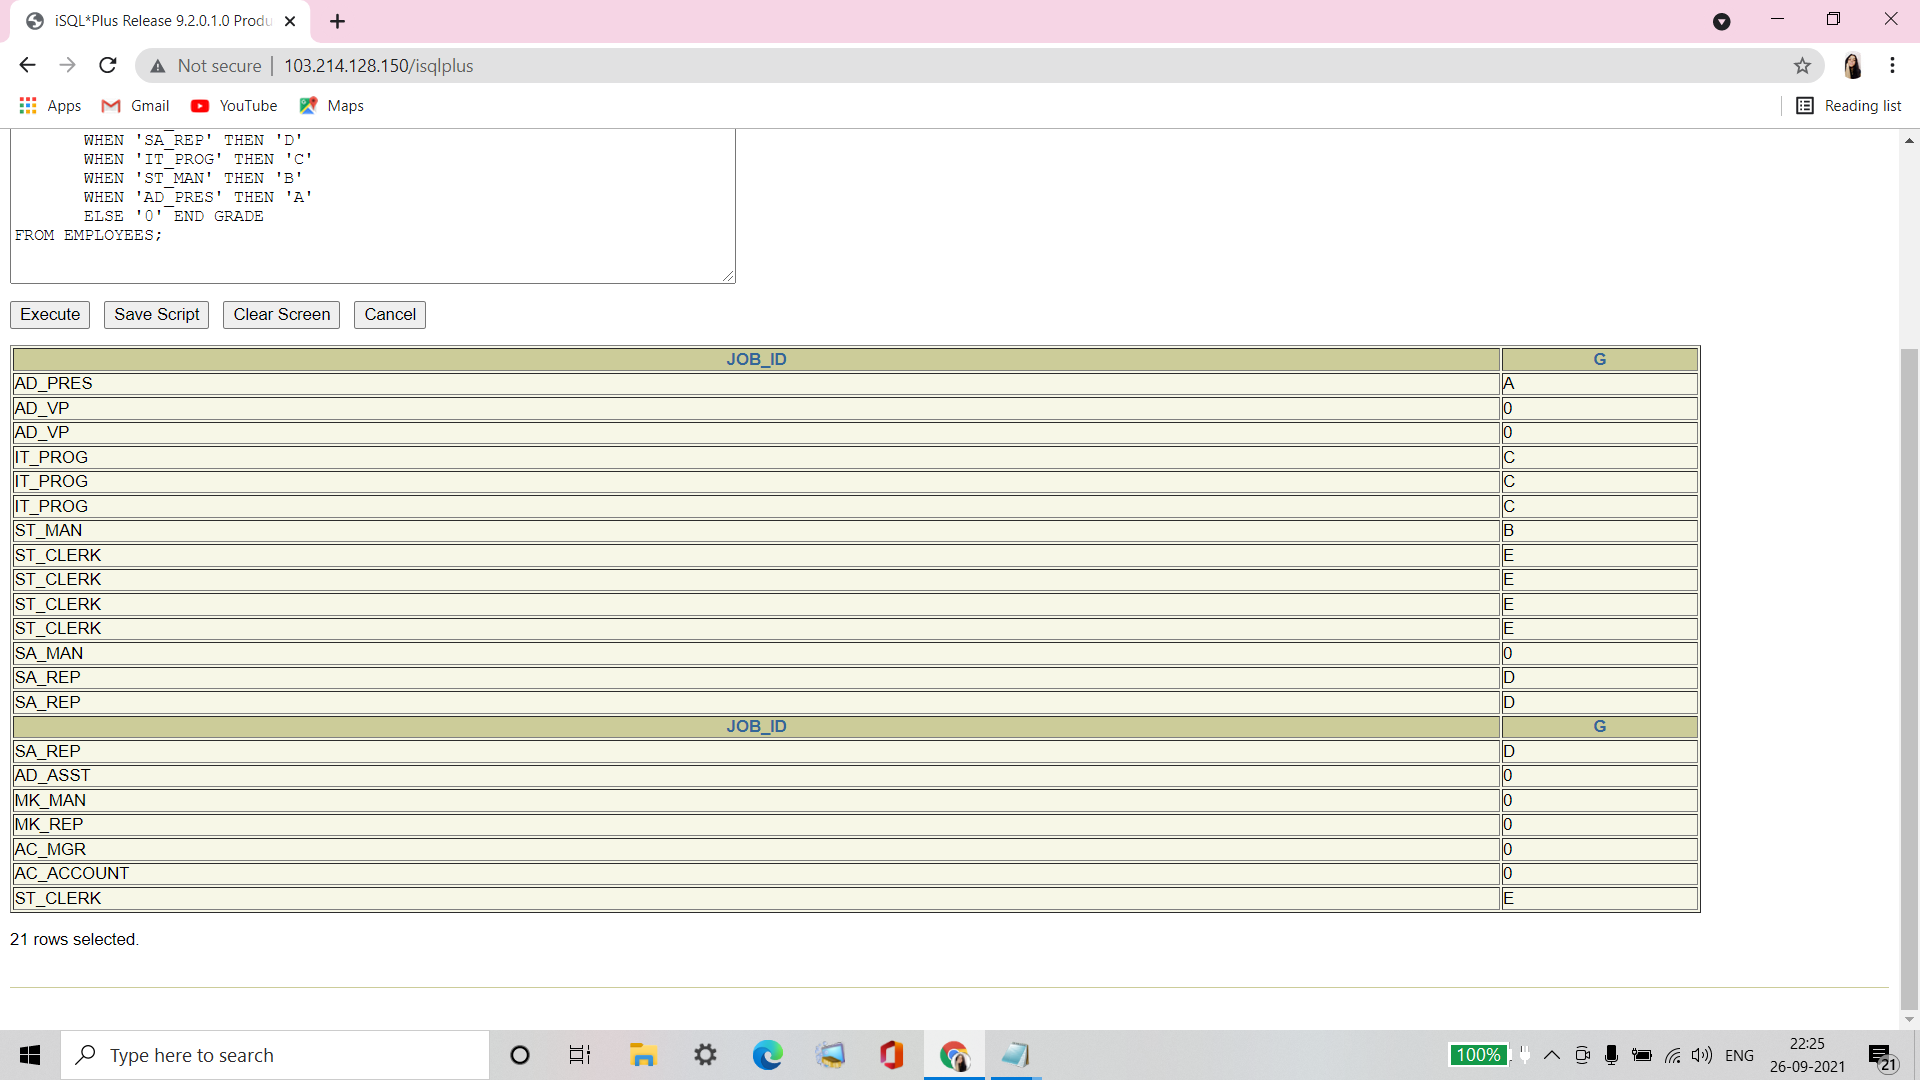 iSQL*Plus Release 9.2.0.1.0 Produ
Not secure | 103.214.128.150/isqlplus
Apps Gmail YouTube Maps Reading list
WHEN 'SA_REP' THEN 'D'
WHEN 'IT_PROG' THEN 'C'
WHEN 'ST_MAN' THEN 'B'
WHEN 'AD_PRES' THEN 'A'
ELSE '0' END GRADE
FROM EMPLOYEES;
Execute Save Script Clear Screen Cancel
JOB_ID G
AD_PRES A
AD_VP 0
AD_VP 0
IT_PROG C
IT_PROG C
IT_PROG C
ST_MAN B
ST_CLERK E
ST_CLERK E
ST_CLERK E
ST_CLERK E
SA_MAN 0
SA_REP D
SA_REP D
JOB_ID G
SA_REP D
AD_ASST 0
MK_MAN 0
MK_REP 0
AC_MGR 0
AC_ACCOUNT 0
ST_CLERK E
21 rows selected.
Type here to search
100%
ENG
22:25
26-09-2021
21